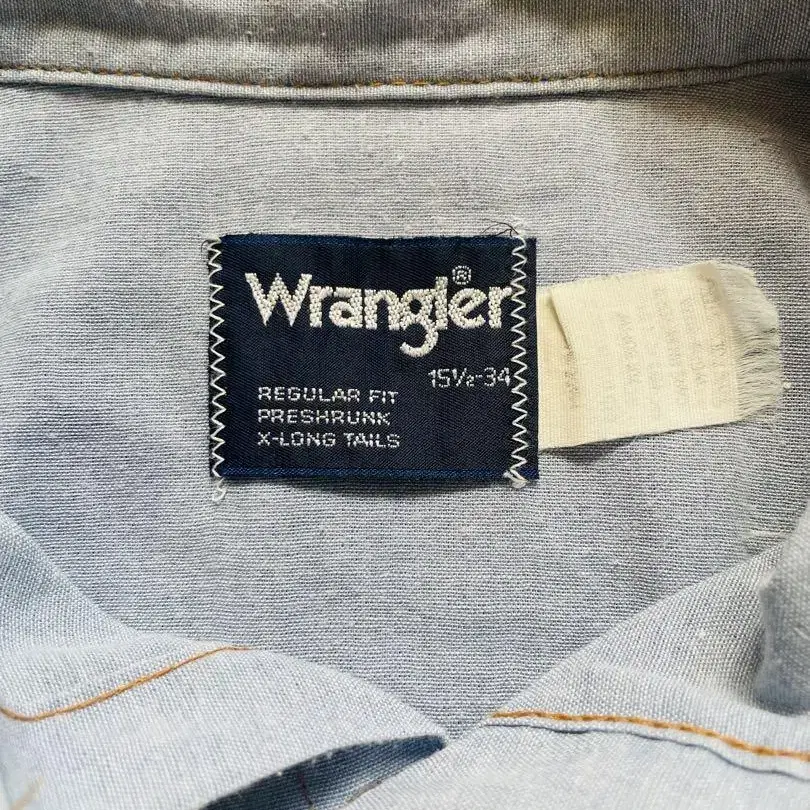 Wrangler®
15½-34
REGULAR FIT
PRESHRUNK
X-LONG TAILS